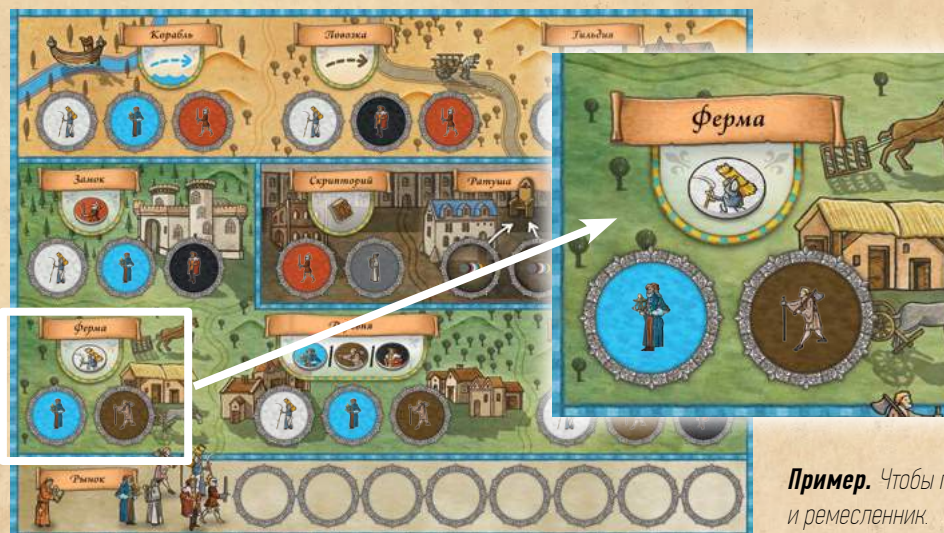 Корабль
Повозка
Гильдия
Замок
Скрипторий
Ратуша
Ферма
Рынок
Ферма
Пример. Чтобы
и ремесленник.